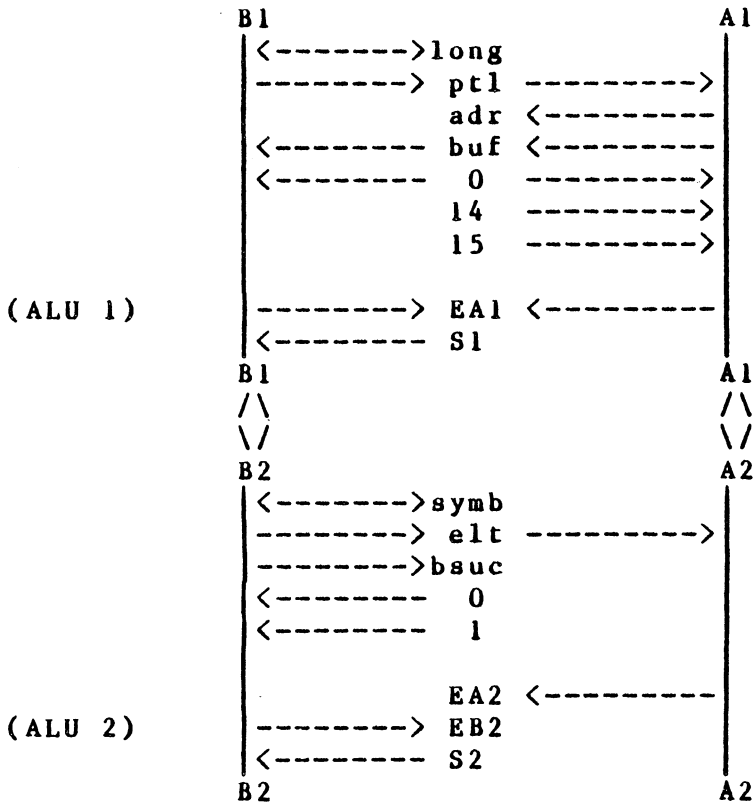 B1 A1
<-------->long
--------> ptl --------->
adr <---------
<-------- buf <---------
<-------- 0 --------->
14 --------->
15 --------->
(ALU 1) --------> EA1 <---------
<-------- S1
B1 A1
/\ /\
\/ \/
B2 A2
<-------->symb
--------> elt --------->
-------->bsuc
<-------- 0
<-------- 1
EA2 <---------
(ALU 2) --------> EB2
<-------- S2
B2 A2